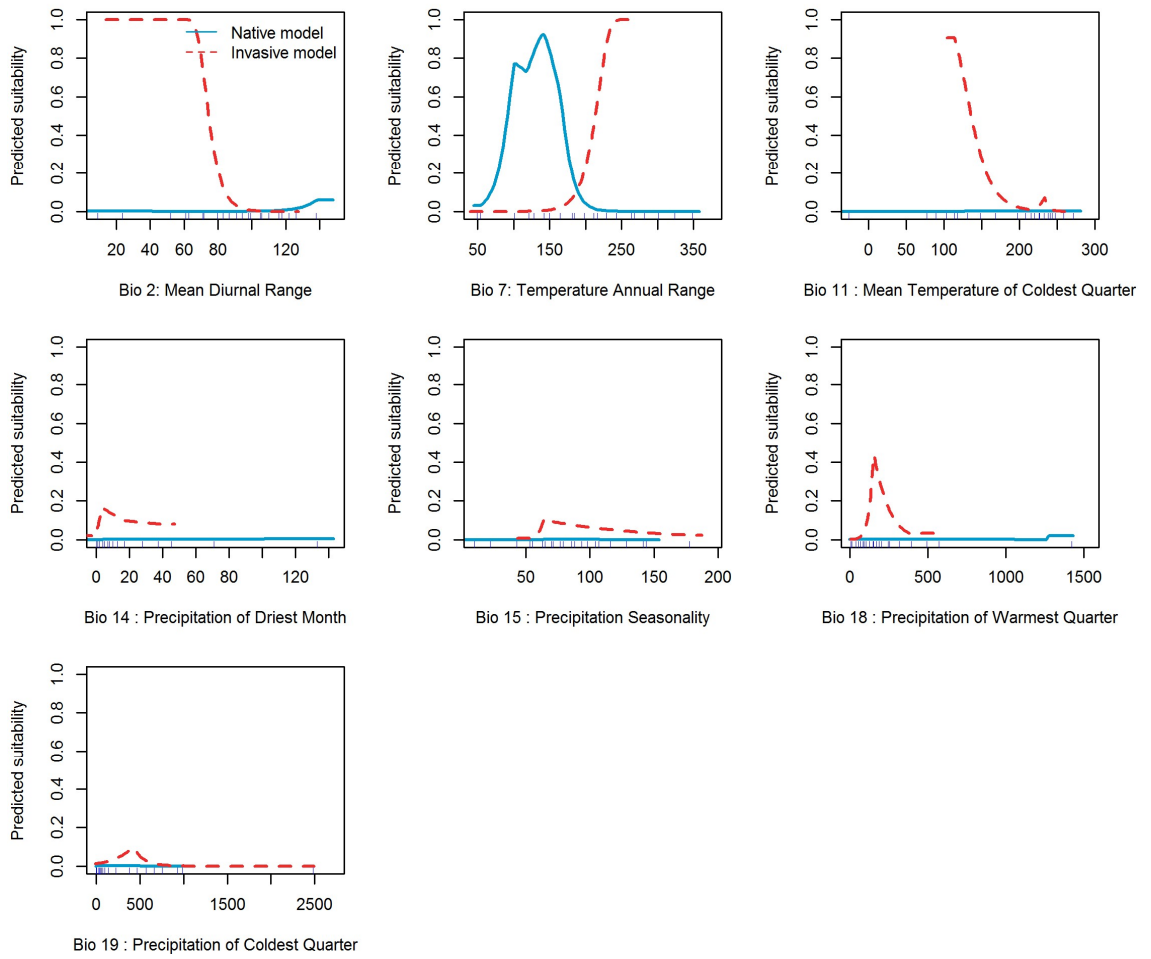 Predicted suitability
0.0 0.2 0.4 0.6 0.8 1.0
Native model
Invasive model
20 40 60 80 100 120
Bio 2: Mean Diurnal Range
Predicted suitability
0.0 0.2 0.4 0.6 0.8 1.0
50 150 250 350
Bio 7: Temperature Annual Range
Predicted suitability
0.0 0.2 0.4 0.6 0.8 1.0
0 50 100 200 300
Bio 11 : Mean Temperature of Coldest Quarter
Predicted suitability
0.0 0.2 0.4 0.6 0.8 1.0
0 20 40 60 80 120
Bio 14 : Precipitation of Driest Month
Predicted suitability
0.0 0.2 0.4 0.6 0.8 1.0
50 100 150 200
Bio 15 : Precipitation Seasonality
Predicted suitability
0.0 0.2 0.4 0.6 0.8 1.0
0 500 1000 1500
Bio 18 : Precipitation of Warmest Quarter
Predicted suitability
0.0 0.2 0.4 0.6 0.8 1.0
0 500 1500 2500
Bio 19 : Precipitation of Coldest Quarter